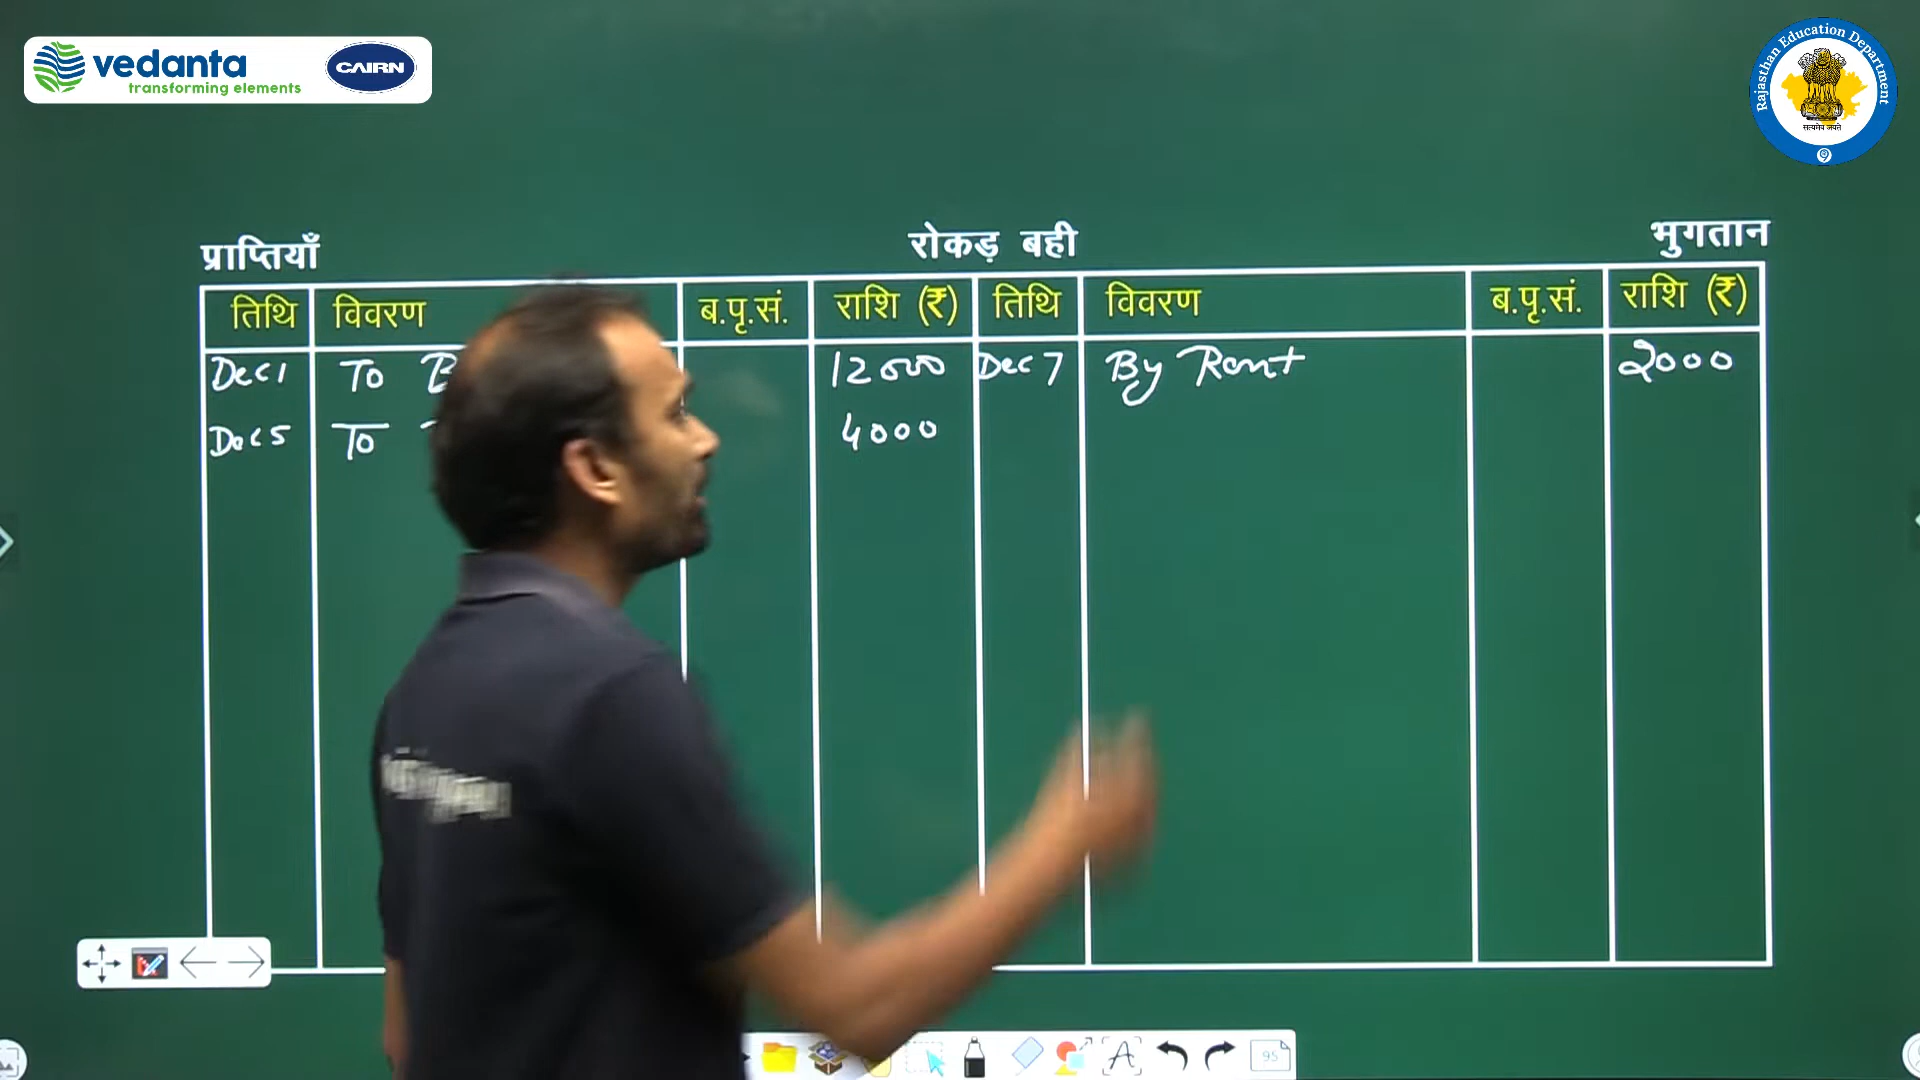 vedanta
transforming elements
CAIRN
Rajasthan Education Department
सत्यमेव जयते
प्राप्तियाँ रोकड़ बही भुगतान
तिथि विवरण ब.पृ.सं. राशि (₹) तिथि विवरण ब.पृ.सं. राशि (₹)
Dec 1 To 12000 Dec 7 By Rent 2000
Dec 5 To 4000
95